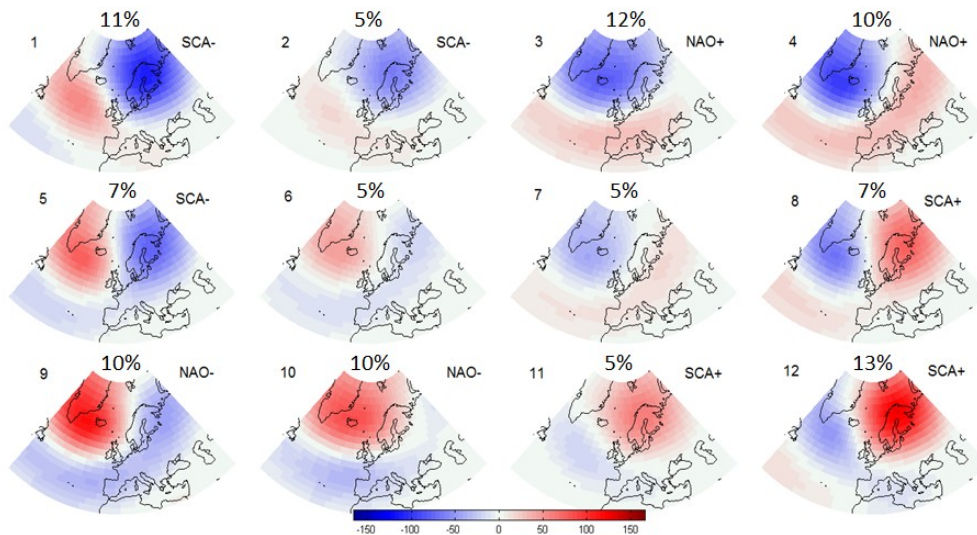 11%
1 SCA-
5%
2 SCA-
12%
3 NAO+
10%
4 NAO+
7%
5 SCA-
5%
6
5%
7
7%
8 SCA+
10%
9 NAO-
10%
10 NAO-
5%
11 SCA+
13%
12 SCA+
-150 -100 -50 0 50 100 150